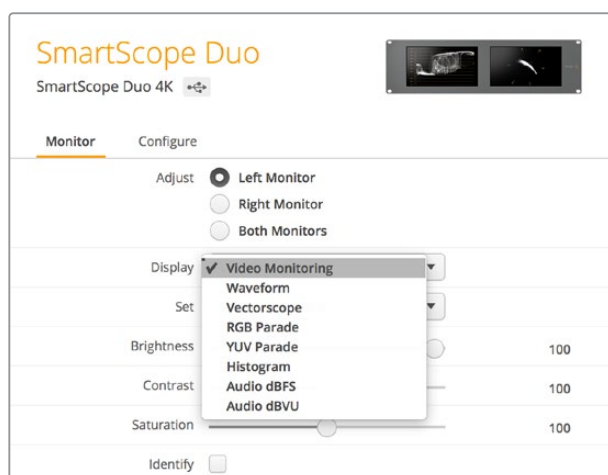 SmartScope Duo
SmartScope Duo 4K
Monitor Configure
Adjust Left Monitor
Right Monitor
Both Monitors
Display ✓ Video Monitoring
Waveform
Set Vectorscope
RGB Parade
Brightness YUV Parade 100
Histogram
Contrast Audio dBFS 100
Audio dBVU
Saturation 100
Identify